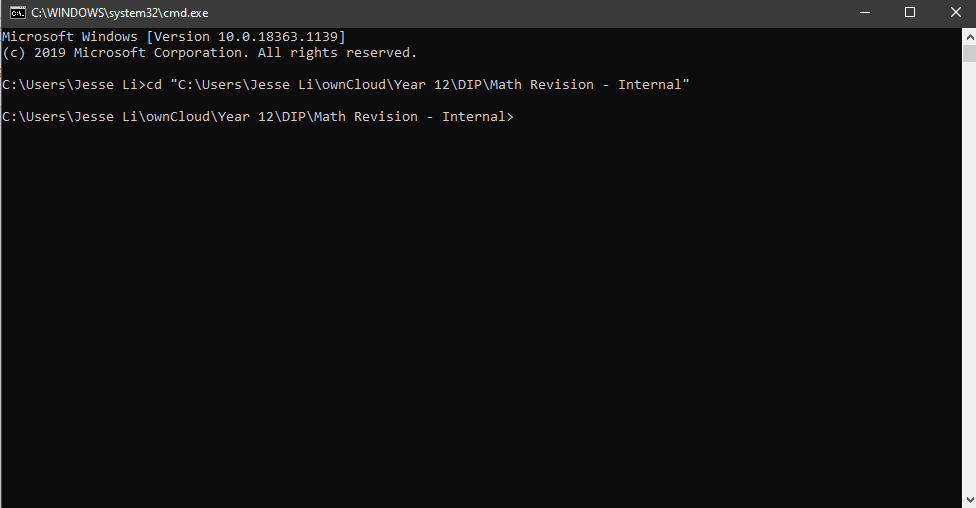 C:\WINDOWS\system32\cmd.exe
Microsoft Windows [Version 10.0.18363.1139]
(c) 2019 Microsoft Corporation. All rights reserved.
C:\Users\Jesse Li>cd "C:\Users\Jesse Li\ownCloud\Year 12\DIP\Math Revision - Internal"
C:\Users\Jesse Li\ownCloud\Year 12\DIP\Math Revision - Internal>